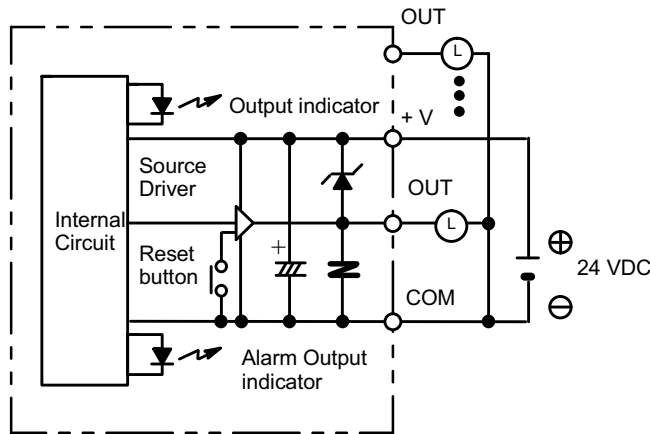 OUT
L
Output indicator
+ V
Source
Driver
OUT
Internal
Circuit
L
Reset
button
+
⊕
24 VDC
COM
⊖
Alarm Output
indicator